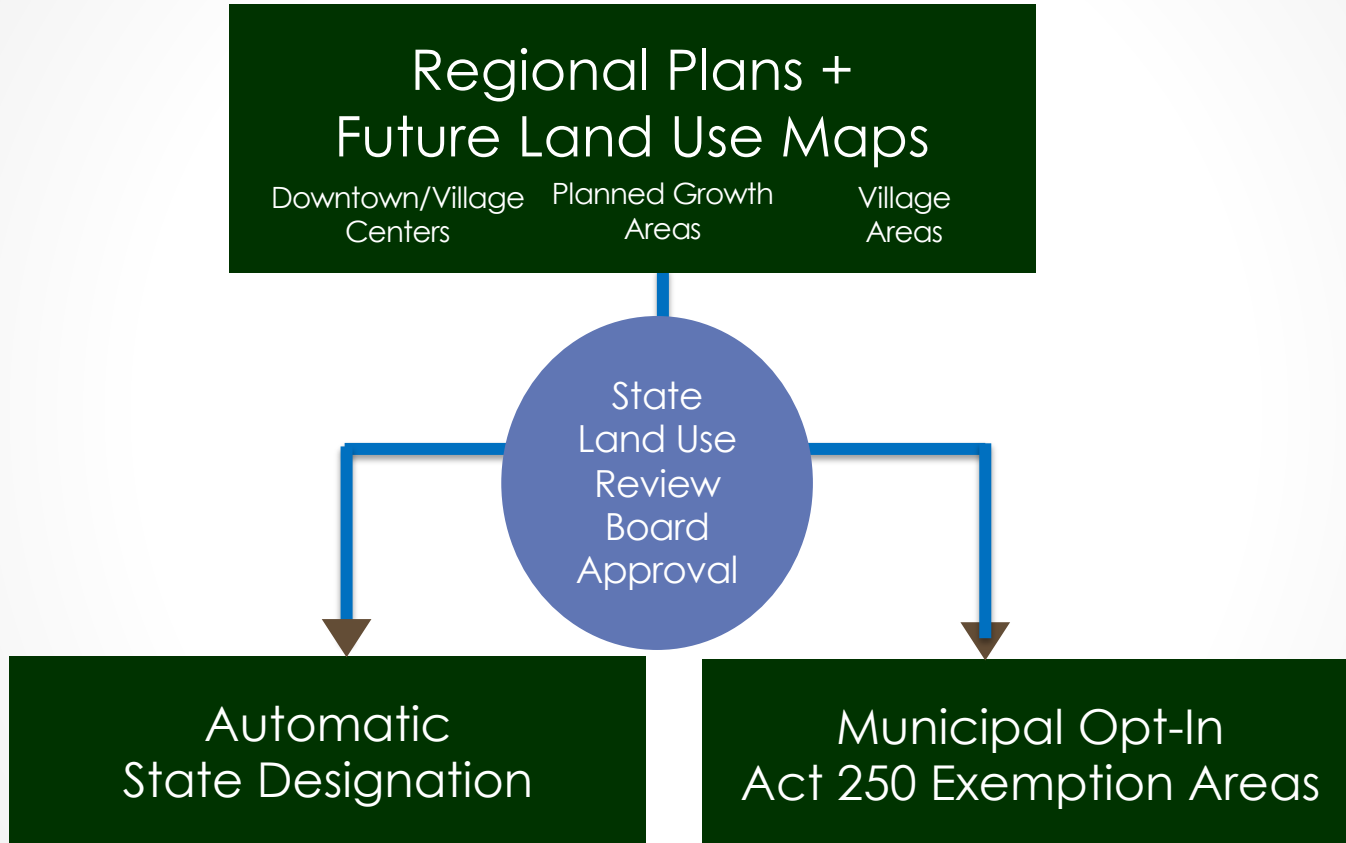 Regional Plans +
Future Land Use Maps
Downtown/Village
Centers
Planned Growth
Areas
Village
Areas
State
Land Use
Review
Board
Approval
Automatic
State Designation
Municipal Opt-In
Act 250 Exemption Areas